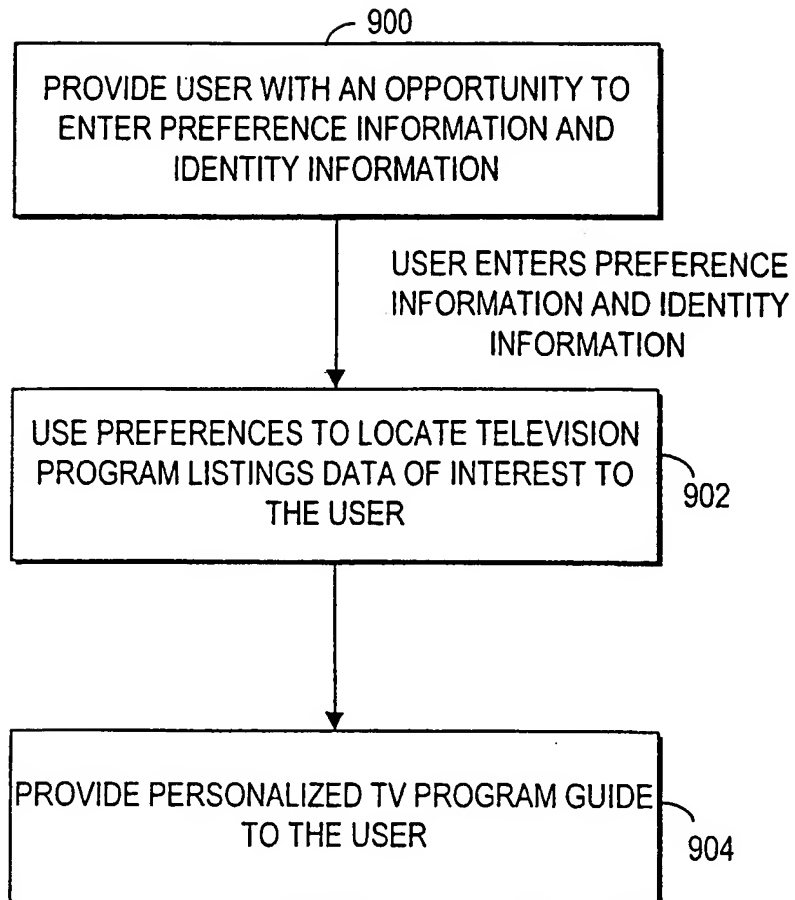 900
PROVIDE USER WITH AN OPPORTUNITY TO
ENTER PREFERENCE INFORMATION AND
IDENTITY INFORMATION
USER ENTERS PREFERENCE
INFORMATION AND IDENTITY
INFORMATION
USE PREFERENCES TO LOCATE TELEVISION
PROGRAM LISTINGS DATA OF INTEREST TO
THE USER
902
PROVIDE PERSONALIZED TV PROGRAM GUIDE
TO THE USER
904